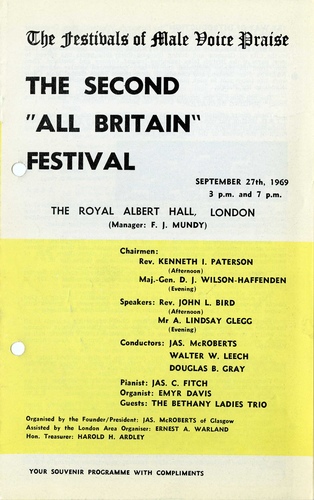 The Festivals of Male Voice Praise
THE SECOND
"ALL BRITAIN"
FESTIVAL
SEPTEMBER 27th, 1969
3 p.m. and 7 p.m.
THE ROYAL ALBERT HALL, LONDON
(Manager: F. J. MUNDY)
Chairmen:
Rev. KENNETH I. PATERSON
(Afternoon)
Maj.-Gen. D. J. WILSON-HAFFENDEN
(Evening)
Speakers: Rev. JOHN L. BIRD
(Afternoon)
Mr A. LINDSAY GLEGG
(Evening)
Conductors: JAS. McROBERTS
WALTER W. LEECH
DOUGLAS B. GRAY
Pianist: JAS. C. FITCH
Organist: EMYR DAVIS
Guests: THE BETHANY LADIES TRIO
Organised by the Founder/President: JAS. McROBERTS of Glasgow
Assisted by the London Area Organiser: ERNEST A. WARLAND
Hon. Treasurer: HAROLD H. ARDLEY
YOUR SOUVENIR PROGRAMME WITH COMPLIMENTS